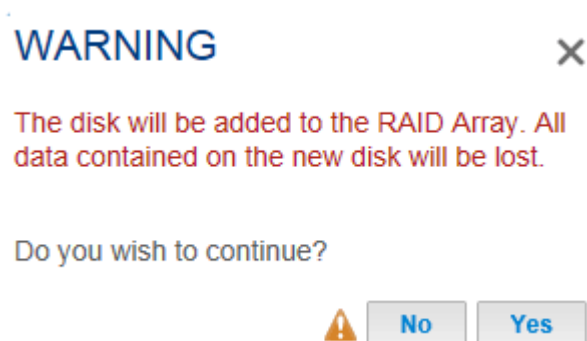 WARNING
The disk will be added to the RAID Array. All
data contained on the new disk will be lost.
Do you wish to continue?
No Yes